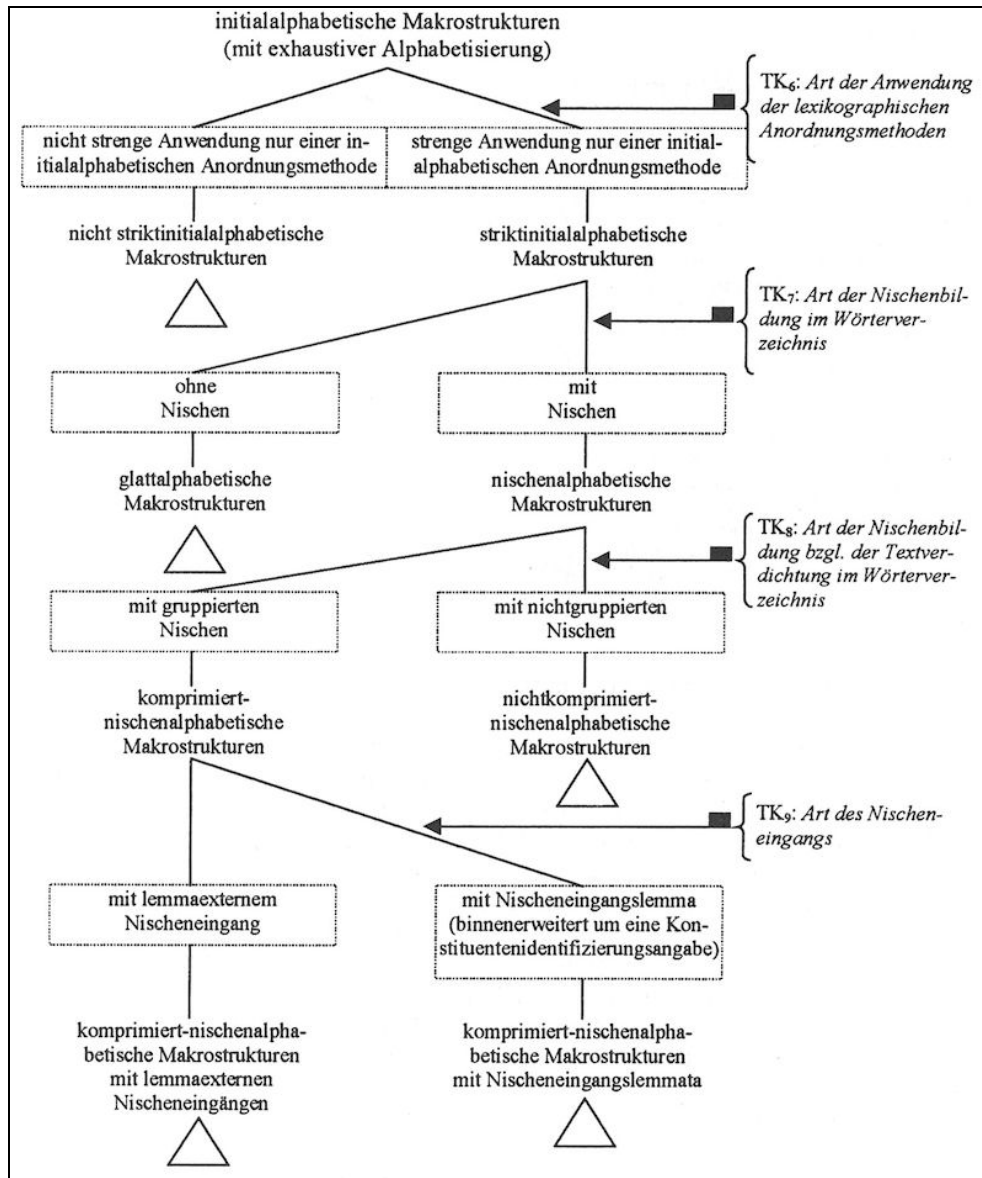 initialalphabetische Makrostrukturen
(mit exhaustiver Alphabetisierung)
TK₆: Art der Anwendung
der lexikographischen
Anordnungsmethoden
nicht strenge Anwendung nur einer in-
itialalphabetischen Anordnungsmethode
strenge Anwendung nur einer initial-
alphabetischen Anordnungsmethode
nicht striktinitialalphabetische
Makrostrukturen
striktinitialalphabetische
Makrostrukturen
TK₇: Art der Nischenbil-
dung im Wörterver-
zeichnis
ohne
Nischen
mit
Nischen
glattalphabetische
Makrostrukturen
nischenalphabetische
Makrostrukturen
TK₈: Art der Nischenbil-
dung bzgl. der Textver-
dichtung im Wörterver-
zeichnis
mit gruppierten
Nischen
mit nichtgruppierten
Nischen
komprimiert-
nischenalphabetische
Makrostrukturen
nichtkomprimiert-
nischenalphabetische
Makrostrukturen
TK₉: Art des Nischen-
eingangs
mit lemmaexternem
Nischeneingang
mit Nischeneingangslemma
(binnenerweitert um eine Kon-
stituentenidentifizierungsangabe)
komprimiert-nischenalpha-
betische Makrostrukturen
mit lemmaexternen
Nischeneingängen
komprimiert-nischenalpha-
betische Makrostrukturen
mit Nischeneingangslemmata